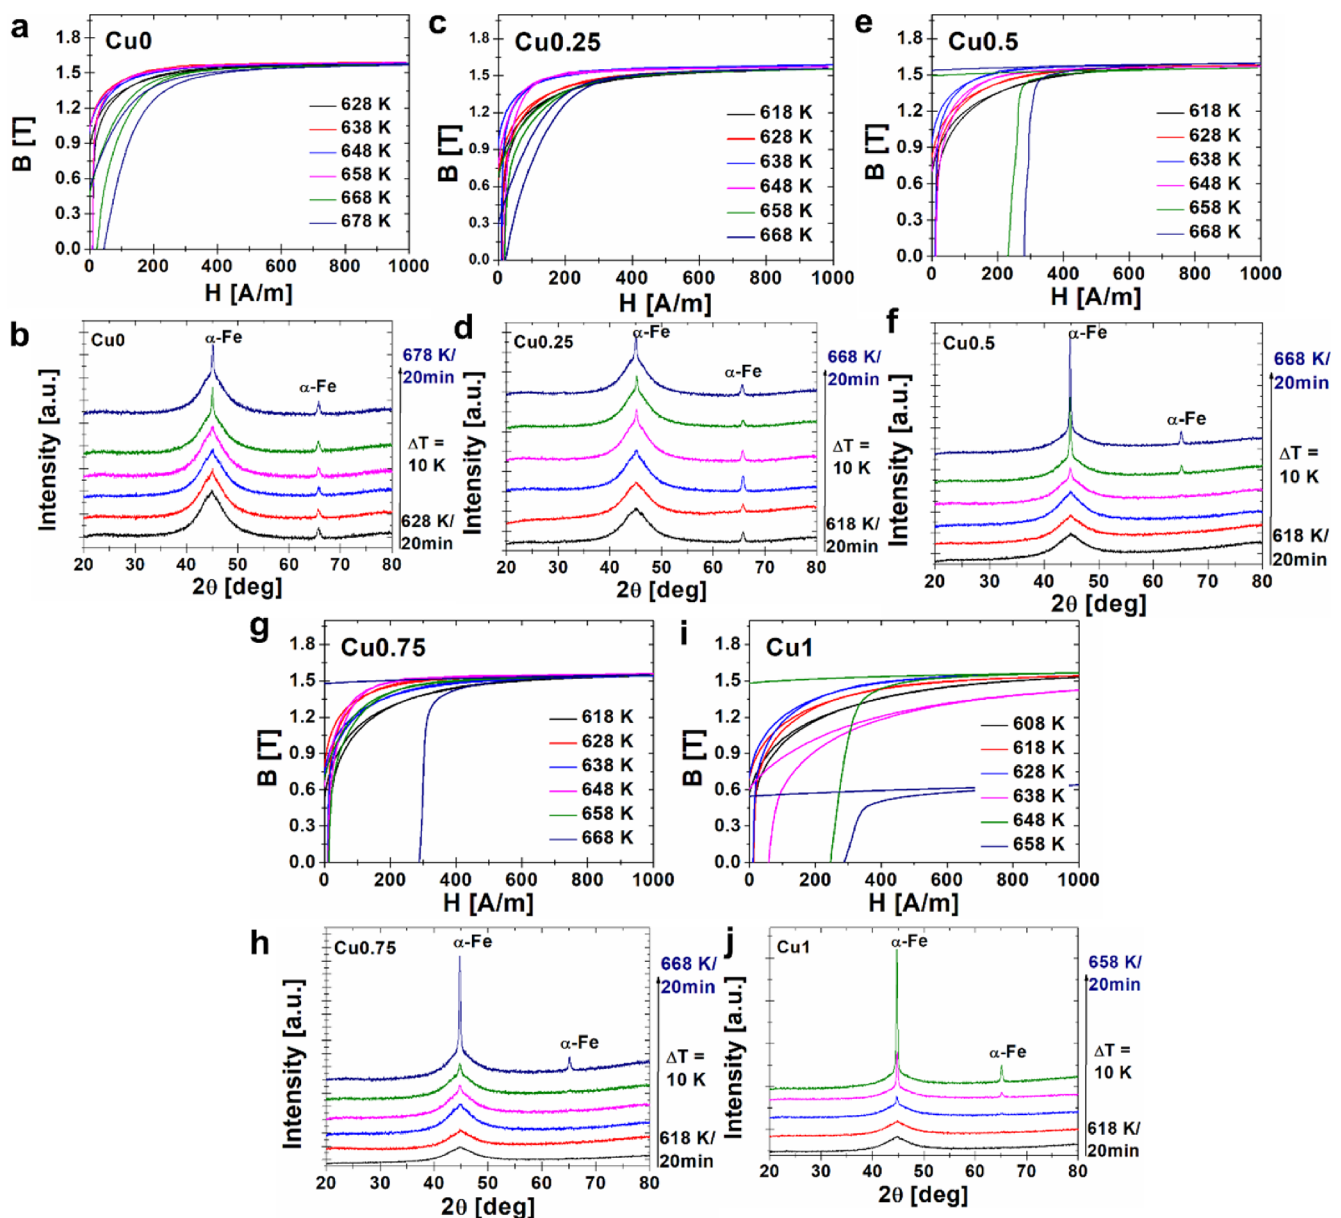 a
Cu0
1.8
1.5
1.2
0.9
0.6
0.3
0.0
B [T]
628 K
638 K
648 K
658 K
668 K
678 K
0 200 400 600 800 1000
H [A/m]
c
Cu0.25
1.8
1.5
1.2
0.9
0.6
0.3
0.0
B [T]
618 K
628 K
638 K
648 K
658 K
668 K
0 200 400 600 800 1000
H [A/m]
e
Cu0.5
1.8
1.5
1.2
0.9
0.6
0.3
0.0
B [T]
618 K
628 K
638 K
648 K
658 K
668 K
0 200 400 600 800 1000
H [A/m]
b
Cu0
α-Fe
α-Fe
678 K/
20min
ΔT =
10 K
628 K/
20min
Intensity [a.u.]
20 30 40 50 60 70 80
2θ [deg]
d
Cu0.25
α-Fe
α-Fe
668 K/
20min
ΔT =
10 K
618 K/
20min
Intensity [a.u.]
20 30 40 50 60 70 80
2θ [deg]
f
Cu0.5
α-Fe
α-Fe
668 K/
20min
ΔT =
10 K
618 K/
20min
Intensity [a.u.]
20 30 40 50 60 70 80
2θ [deg]
g
Cu0.75
1.8
1.5
1.2
0.9
0.6
0.3
0.0
B [T]
618 K
628 K
638 K
648 K
658 K
668 K
0 200 400 600 800 1000
H [A/m]
i
Cu1
1.8
1.5
1.2
0.9
0.6
0.3
0.0
B [T]
608 K
618 K
628 K
638 K
648 K
658 K
0 200 400 600 800 1000
H [A/m]
h
Cu0.75
α-Fe
α-Fe
668 K/
20min
ΔT =
10 K
618 K/
20min
Intensity [a.u.]
20 30 40 50 60 70 80
2θ [deg]
j
Cu1
α-Fe
α-Fe
658 K/
20min
ΔT =
10 K
618 K/
20min
Intensity [a.u.]
20 30 40 50 60 70 80
2θ [deg]